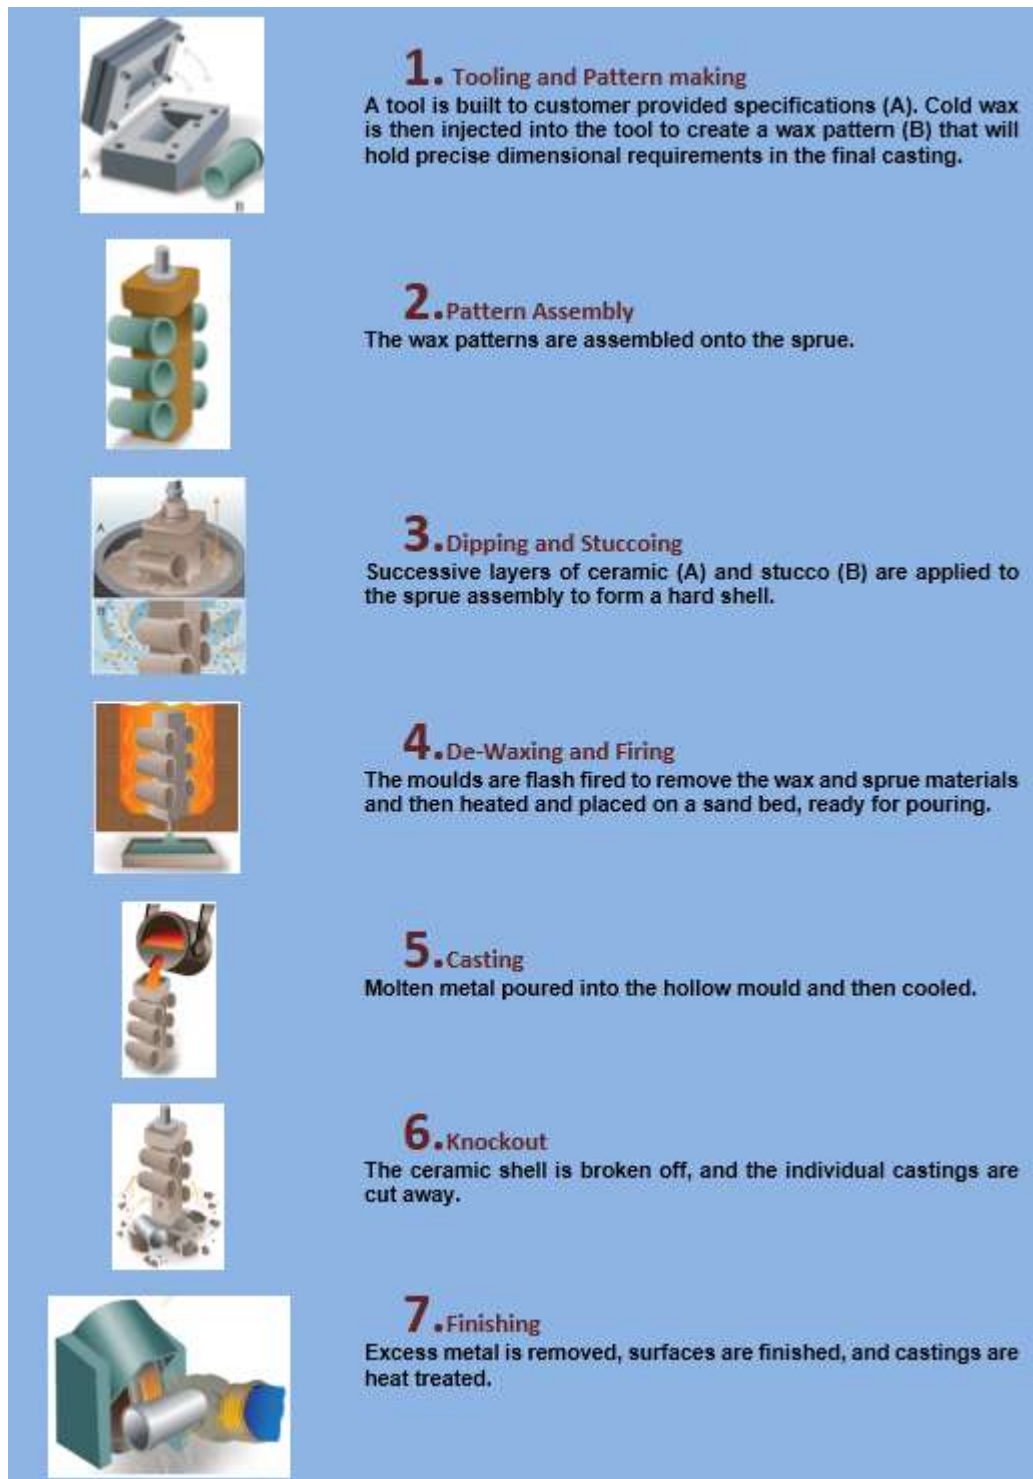 1. Tooling and Pattern making
A tool is built to customer provided specifications (A). Cold wax
is then injected into the tool to create a wax pattern (B) that will
hold precise dimensional requirements in the final casting.
A
B
2.Pattern Assembly
The wax patterns are assembled onto the sprue.
3.Dipping and Stuccoing
Successive layers of ceramic (A) and stucco (B) are applied to
the sprue assembly to form a hard shell.
A
B
4.De-Waxing and Firing
The moulds are flash fired to remove the wax and sprue materials
and then heated and placed on a sand bed, ready for pouring.
5.Casting
Molten metal poured into the hollow mould and then cooled.
6.Knockout
The ceramic shell is broken off, and the individual castings are
cut away.
7.Finishing
Excess metal is removed, surfaces are finished, and castings are
heat treated.